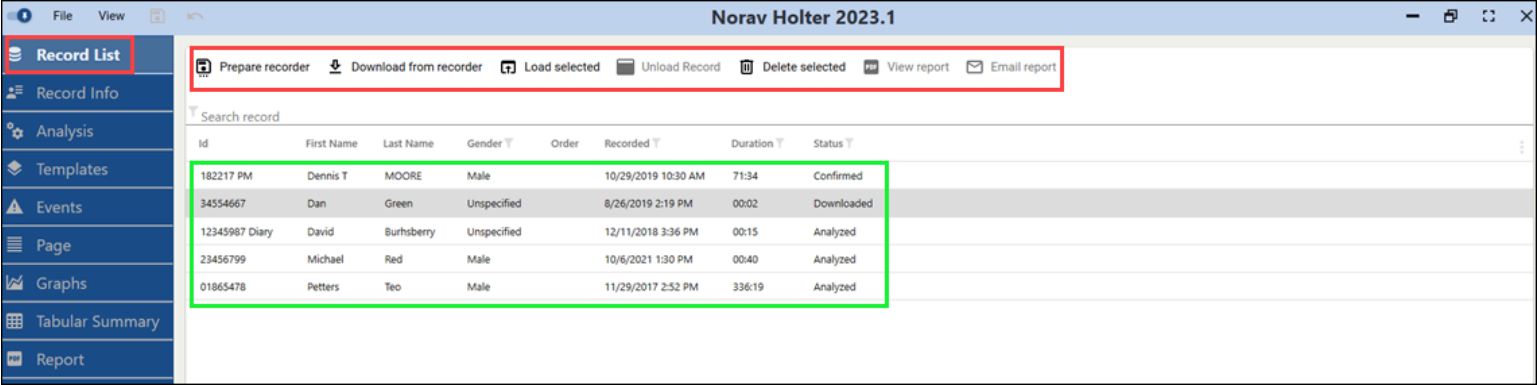 File View Norav Holter 2023.1
Record List
Prepare recorder Download from recorder Load selected Unload Record Delete selected PDF View report Email report
Record Info
Search record
Analysis
Id First Name Last Name Gender Order Recorded Duration Status
Templates
182217 PM Dennis T MOORE Male 10/29/2019 10:30 AM 71:34 Confirmed
Events
34554667 Dan Green Unspecified 8/26/2019 2:19 PM 00:02 Downloaded
12345987 Diary David Burhsberry Unspecified 12/11/2018 3:36 PM 00:15 Analyzed
Page
23456799 Michael Red Male 10/6/2021 1:30 PM 00:40 Analyzed
Graphs
01865478 Petters Teo Male 11/29/2017 2:52 PM 336:19 Analyzed
Tabular Summary
PDF Report